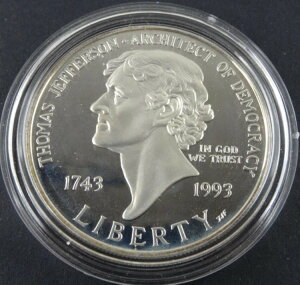 THOMAS JEFFERSON - ARCHITECT OF DEMOCRACY
IN GOD
WE TRUST
1743
1993
LIBERTY